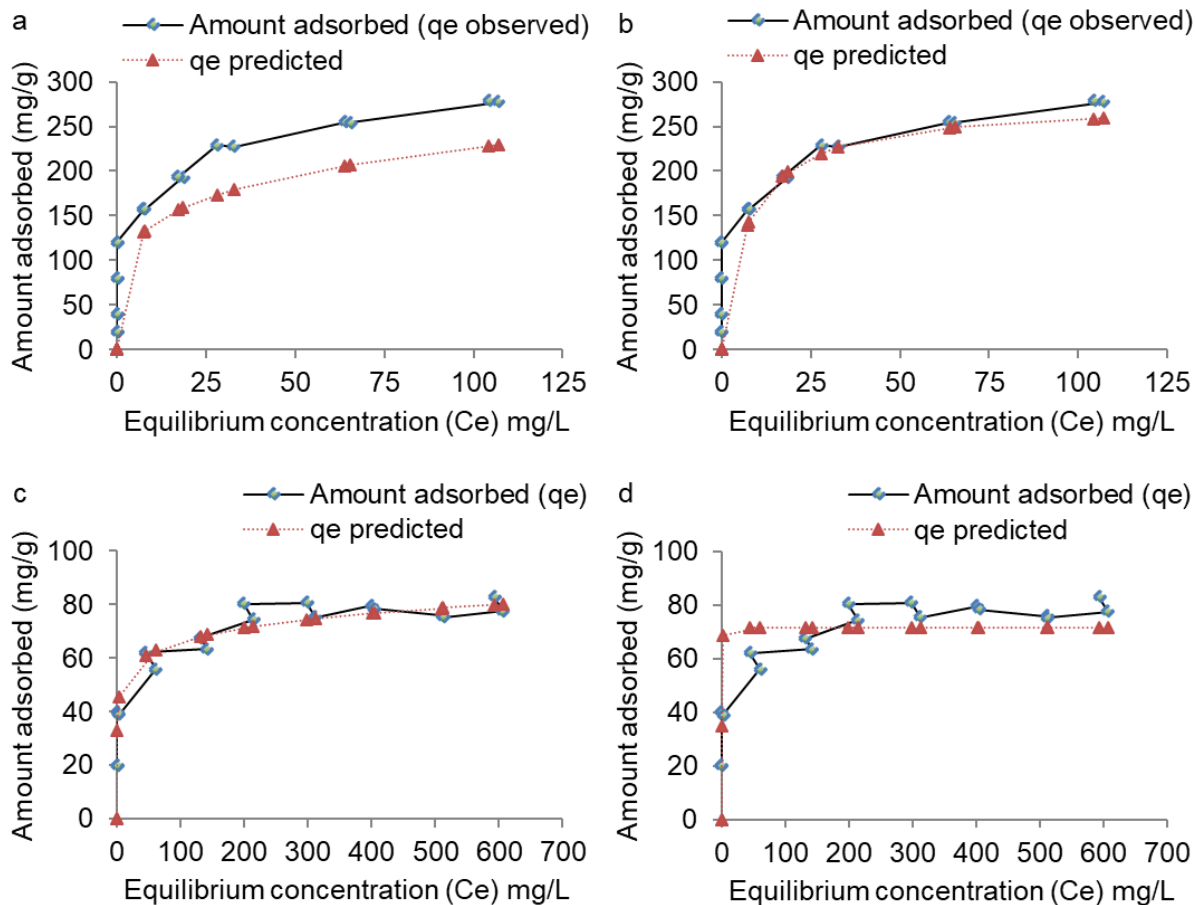 a
Amount adsorbed (qe observed)
qe predicted
Amount adsorbed (mg/g)
300
250
200
150
100
50
0
0 25 50 75 100 125
Equilibrium concentration (Ce) mg/L
b
Amount adsorbed (qe observed)
qe predicted
Amount adsorbed (mg/g)
300
250
200
150
100
50
0
0 25 50 75 100 125
Equilibrium concentration (Ce) mg/L
c
Amount adsorbed (qe)
qe predicted
Amount adsorbed (mg/g)
100
80
60
40
20
0
0 100 200 300 400 500 600 700
Equilibrium concentration (Ce) mg/L
d
Amount adsorbed (qe)
qe predicted
Amount adsorbed (mg/g)
100
80
60
40
20
0
0 100 200 300 400 500 600 700
Equilibrium concentration (Ce) mg/L